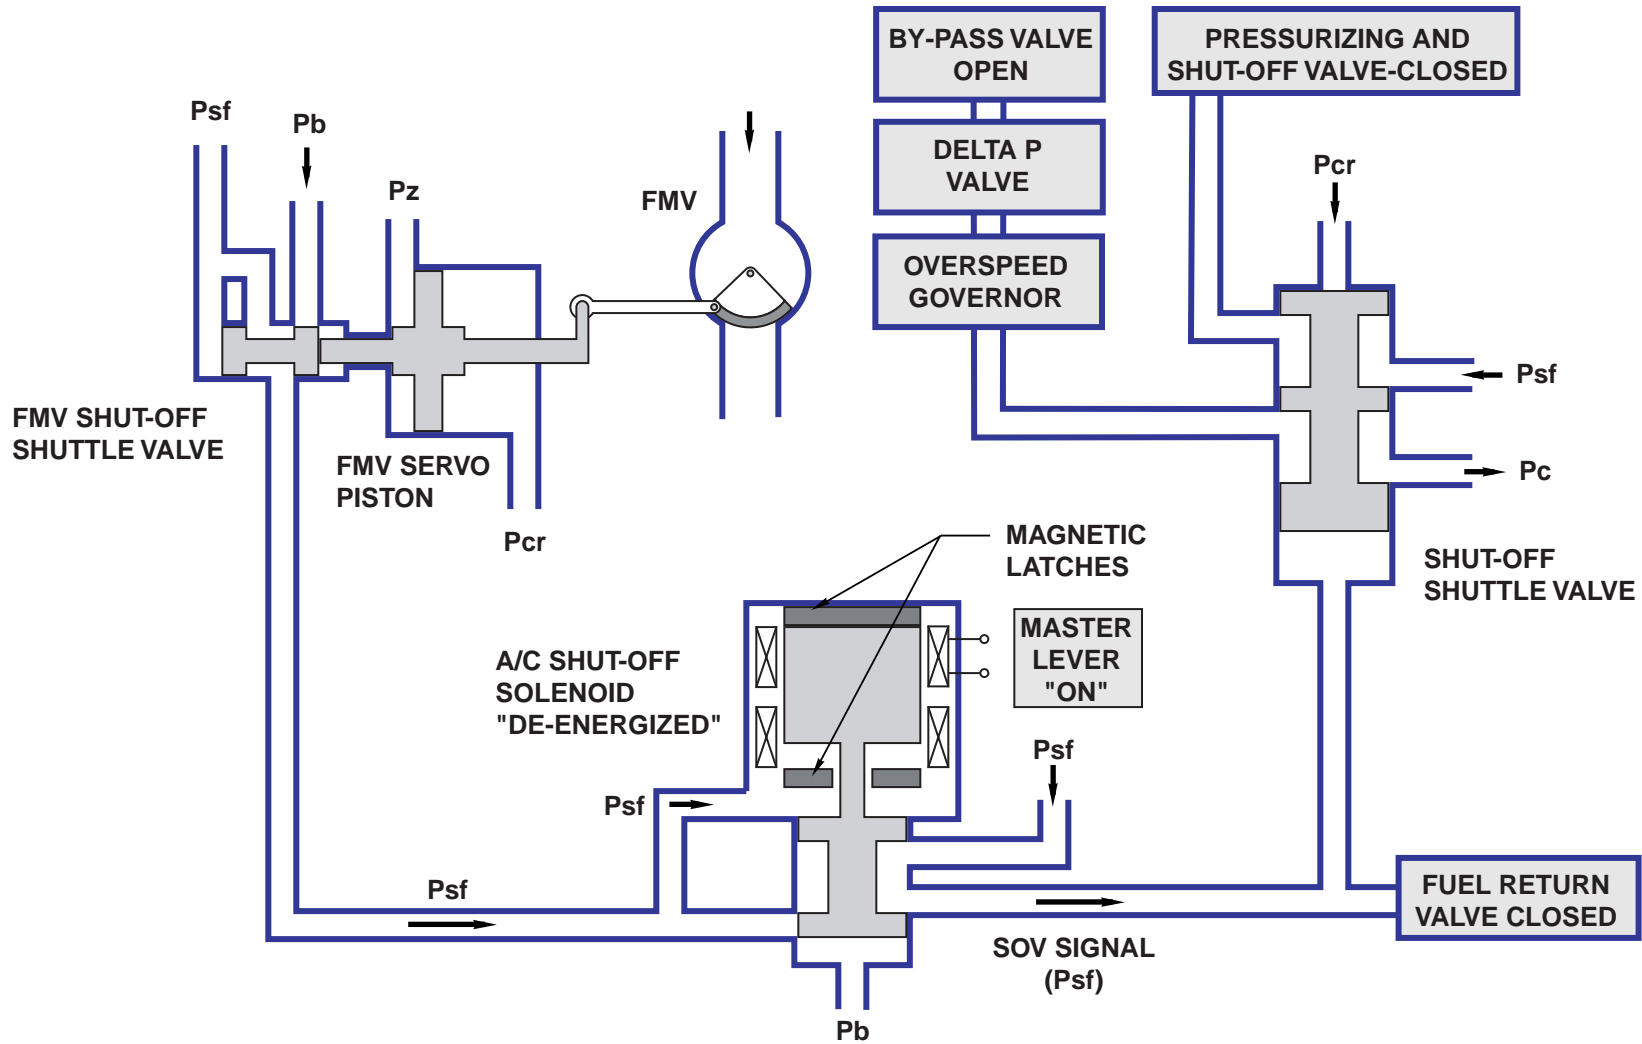 BY-PASS VALVE
OPEN
PRESSURIZING AND
SHUT-OFF VALVE-CLOSED
Psf
Pb
Pz
FMV
DELTA P
VALVE
Pcr
OVERSPEED
GOVERNOR
Psf
FMV SHUT-OFF
SHUTTLE VALVE
FMV SERVO
PISTON
Pc
Pcr
MAGNETIC
LATCHES
SHUT-OFF
SHUTTLE VALVE
A/C SHUT-OFF
SOLENOID
"DE-ENERGIZED"
MASTER
LEVER
"ON"
Psf
Psf
Psf
FUEL RETURN
VALVE CLOSED
SOV SIGNAL
(Psf)
Pb